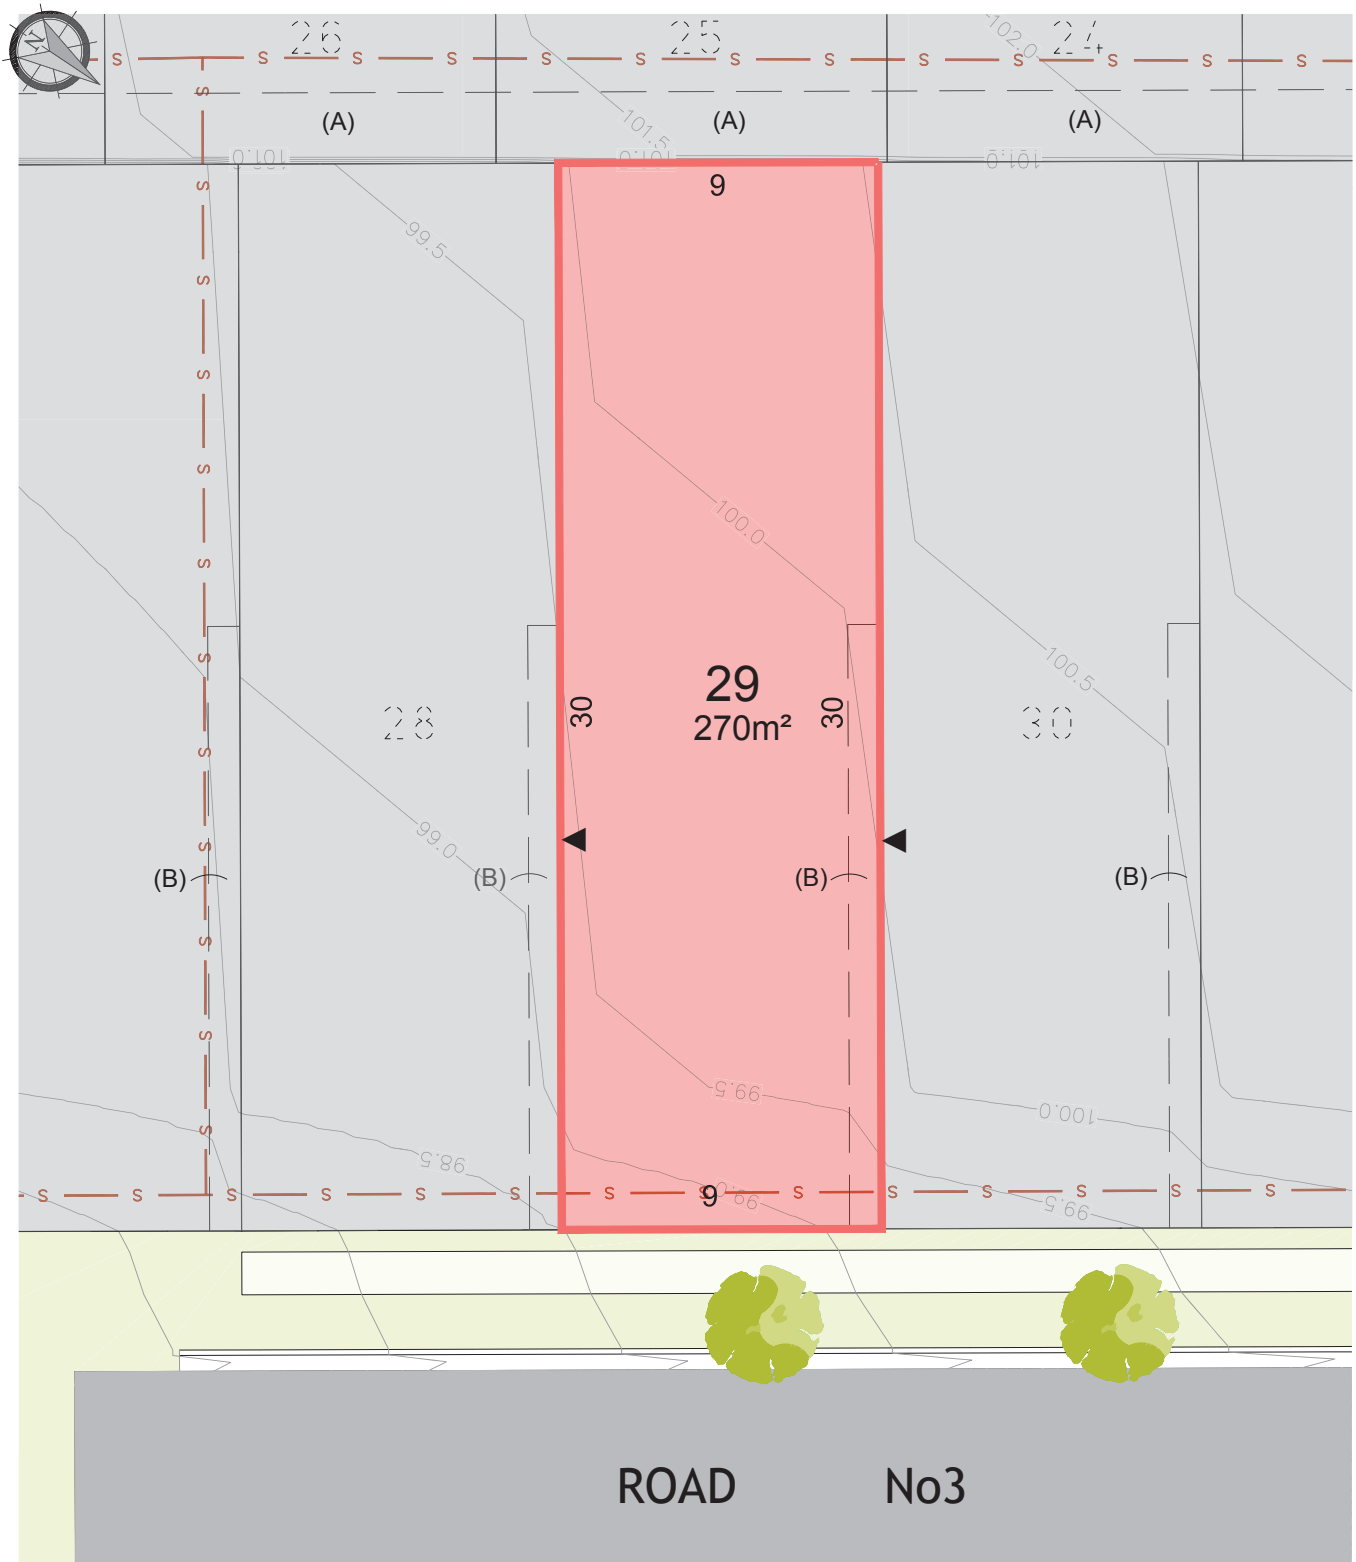 N
26 25 24
102.0
S S S S S S S S S S S S S
S
(A) (A) (A)
101.5
101.0 101.0 101.0
S
9
99.5
S
S
S
100.0
S
S
100.5
29
28 30 30 30
270m²
S
99.0
S
(B) (B) (B) (B)
S
S
99.5
100.0
S
98.5
S S S S S S S S S S S S S S
9
99.0
99.5
ROAD No3